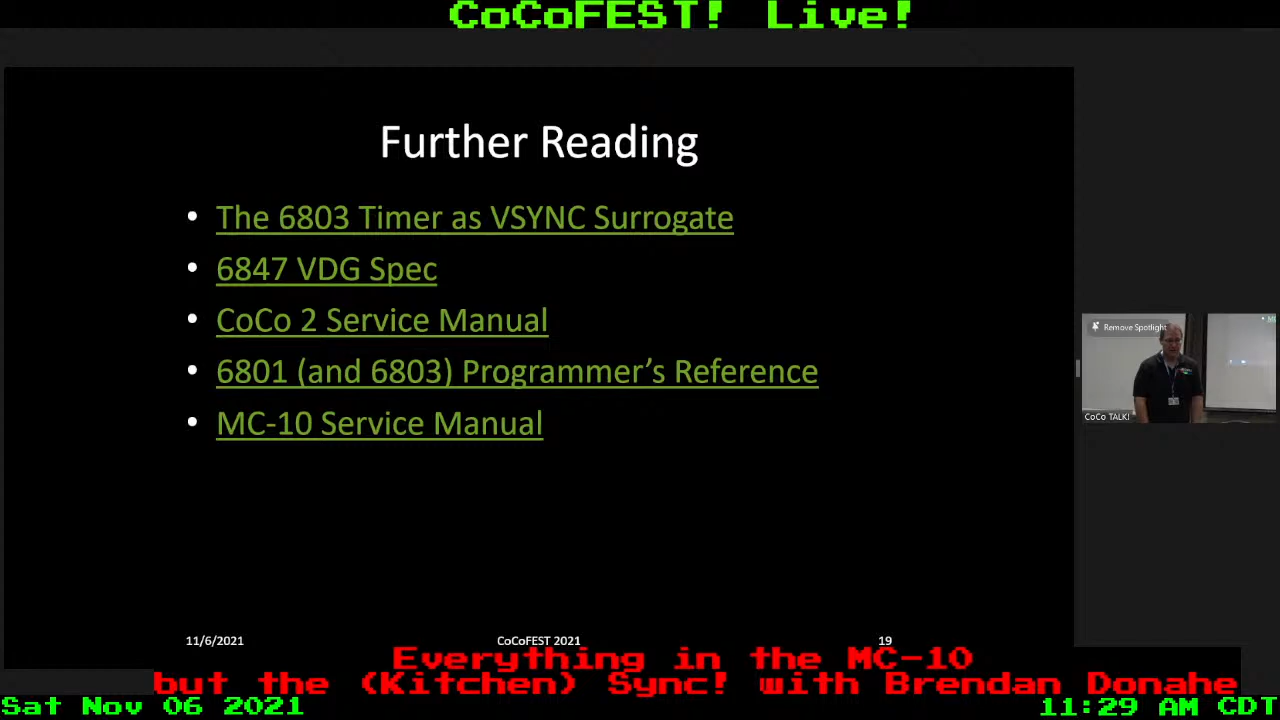 CoCoFEST! Live!
Further Reading
• The 6803 Timer as VSYNC Surrogate
• 6847 VDG Spec
• CoCo 2 Service Manual
• 6801 (and 6803) Programmer’s Reference
• MC-10 Service Manual
Remove Spotlight
CoCo TALK!
11/6/2021 CoCoFEST 2021 19
Everything in the MC-10
but the (Kitchen) Sync! with Brendan Donahe
Sat Nov 06 2021 11:29 AM CDT